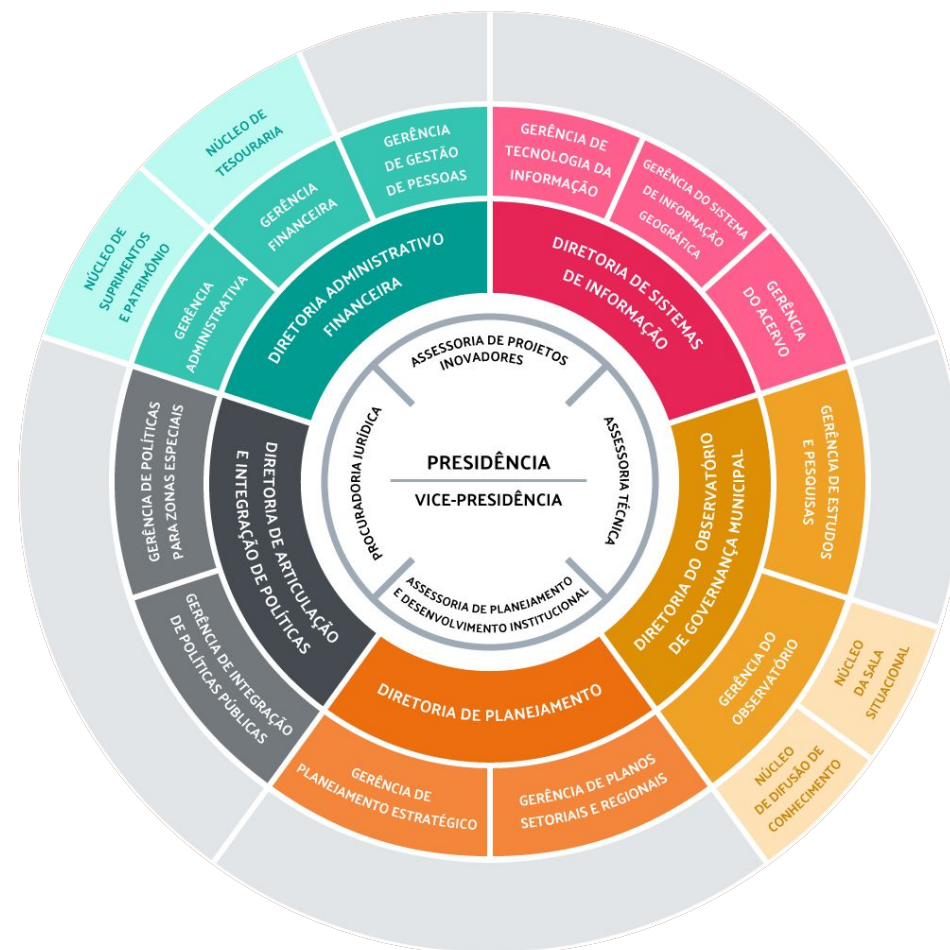 PRESIDÊNCIA
VICE-PRESIDÊNCIA
ASSESSORIA DE PROJETOS
INOVADORES
ASSESSORIA TÉCNICA
ASSESSORIA DE PLANEJAMENTO
E DESENVOLVIMENTO INSTITUCIONAL
PROCURADORIA JURÍDICA
DIRETORIA DE SISTEMAS
DE INFORMAÇÃO
GERÊNCIA DE
TECNOLOGIA DA
INFORMAÇÃO
GERÊNCIA DO SISTEMA
DE INFORMAÇÃO
GEOGRÁFICA
GERÊNCIA
DO ACERVO
DIRETORIA DO OBSERVATÓRIO
DE GOVERNANÇA MUNICIPAL
GERÊNCIA DE ESTUDOS
E PESQUISAS
GERÊNCIA DO
OBSERVATÓRIO
NÚCLEO
DA SALA
SITUACIONAL
NÚCLEO
DE DIFUSÃO DE
CONHECIMENTO
DIRETORIA DE PLANEJAMENTO
GERÊNCIA DE PLANOS
SETORIAIS E REGIONAIS
GERÊNCIA DE
PLANEJAMENTO ESTRATÉGICO
DIRETORIA DE ARTICULAÇÃO
E INTEGRAÇÃO DE POLÍTICAS
GERÊNCIA DE INTEGRAÇÃO
DE POLÍTICAS PÚBLICAS
GERÊNCIA DE POLÍTICAS
PARA ZONAS ESPECIAIS
DIRETORIA ADMINISTRATIVO
FINANCEIRA
GERÊNCIA
ADMINISTRATIVA
GERÊNCIA
FINANCEIRA
GERÊNCIA
DE GESTÃO
DE PESSOAS
NÚCLEO DE
SUPRIMENTOS
E PATRIMÔNIO
NÚCLEO DE
TESOURARIA